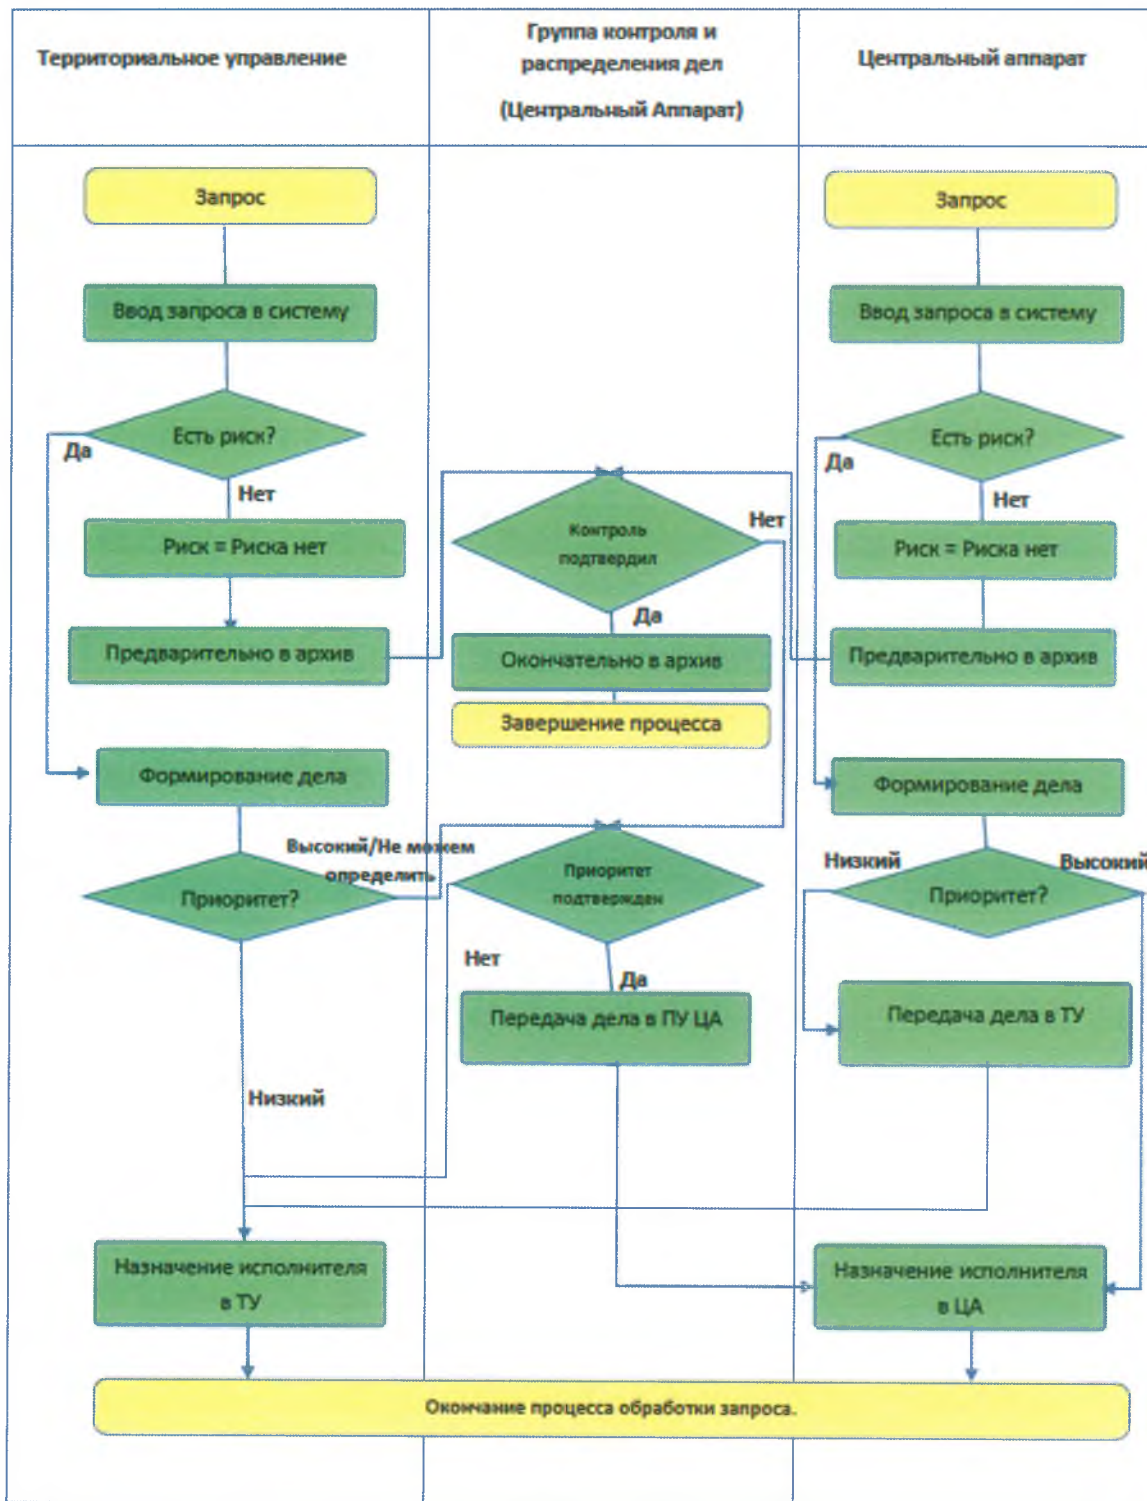 Территориальное управление
Группа контроля и
распределения дел
(Центральный Аппарат)
Центральный аппарат
Запрос
Запрос
Ввод запроса в систему
Ввод запроса в систему
Есть риск?
Есть риск?
Да
Да
Нет
Нет
Нет
Контроль
подтвердил
Риск = Риска нет
Риск = Риска нет
Да
Предварительно в архив
Окончательно в архив
Предварительно в архив
Завершение процесса
Формирование дела
Формирование дела
Высокий/Не можем
определить
Приоритет?
Приоритет
подтвержден
Низкий
Высокий
Приоритет?
Нет
Да
Передача дела в ПУ ЦА
Передача дела в ТУ
Низкий
Назначение исполнителя
в ТУ
Назначение исполнителя
в ЦА
Окончание процесса обработки запроса.